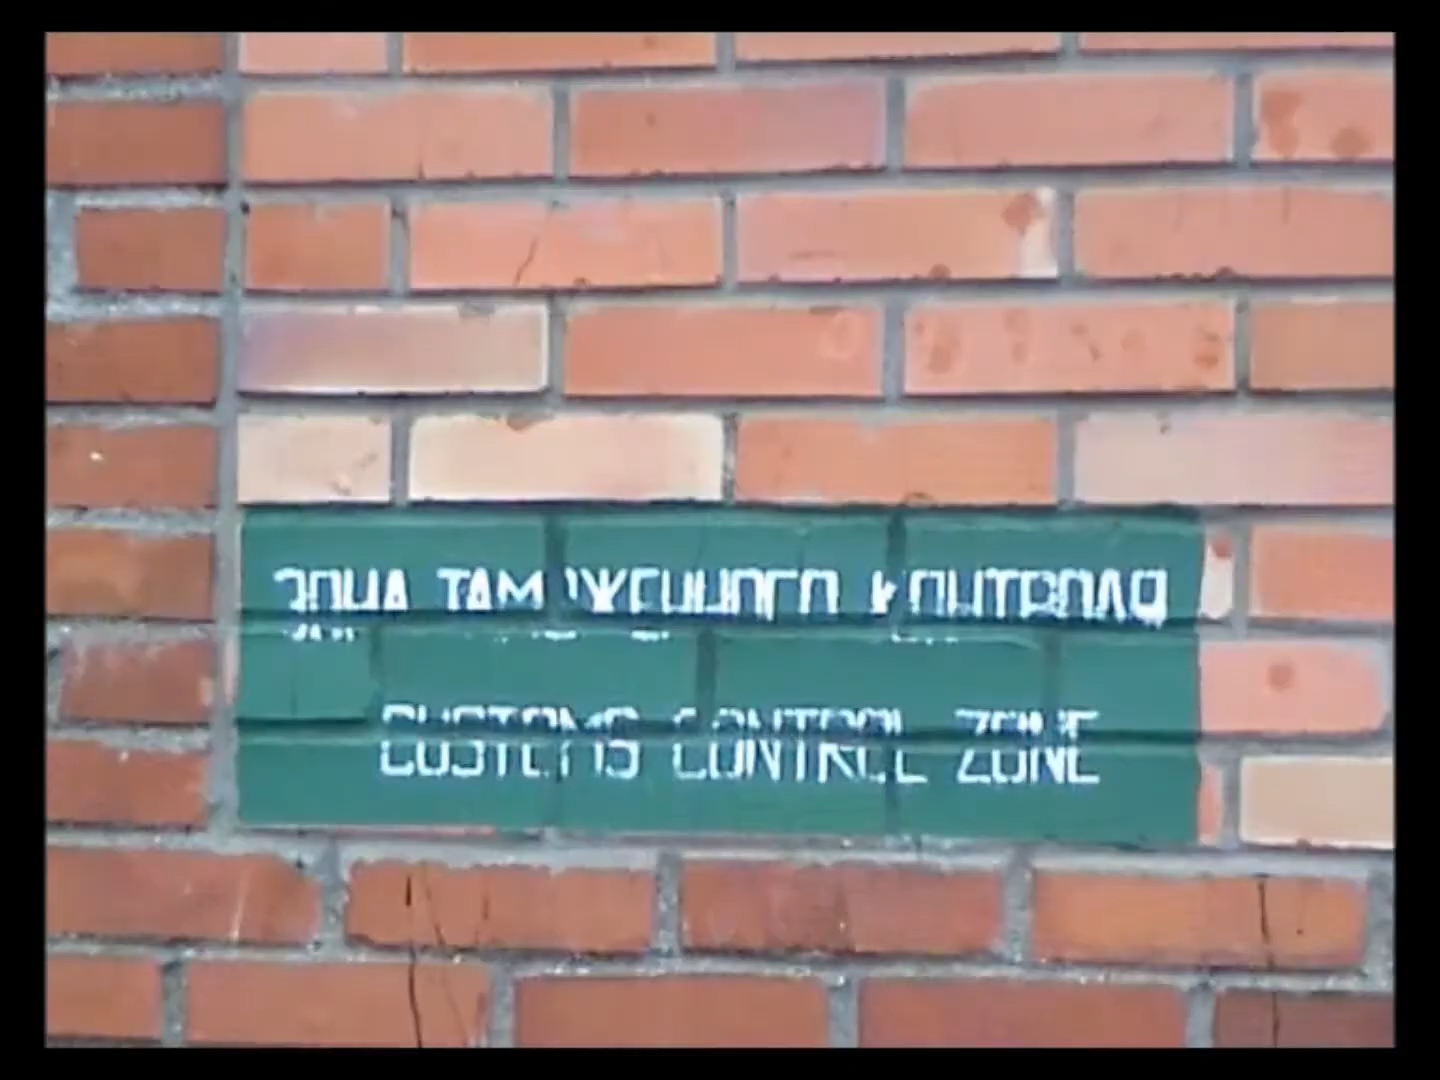 ЗОНА ТАМОЖЕННОГО КОНТРОЛЯ
CUSTOMS CONTROL ZONE